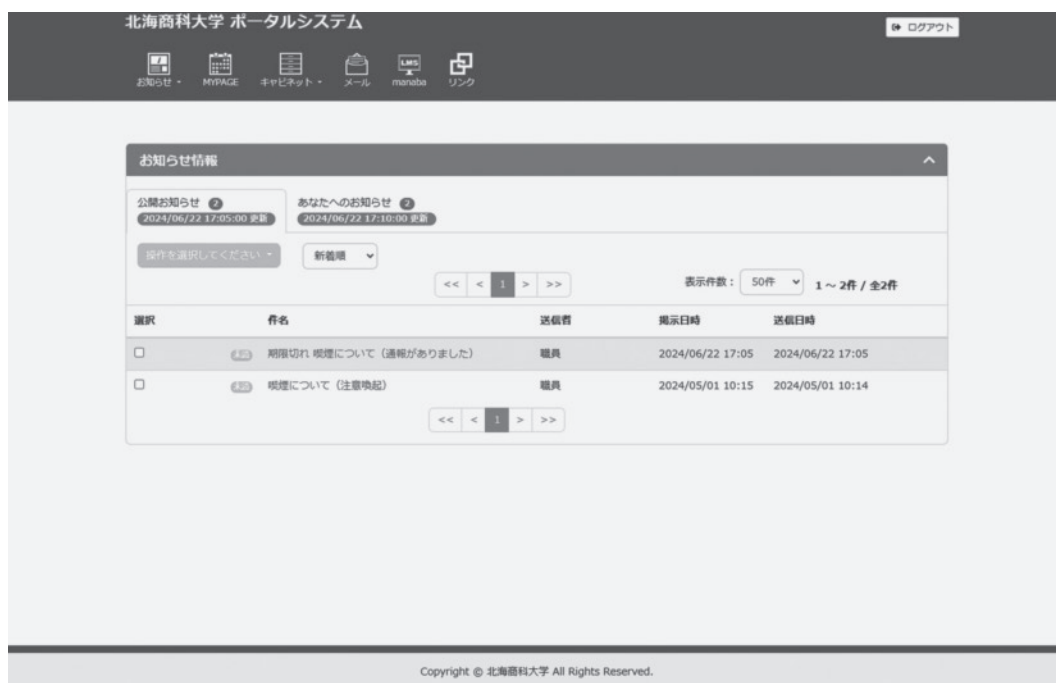 北海商科大学 ポータルシステム
ログアウト
お知らせ MYPAGE キャビネット メール LMS manaba リンク
お知らせ情報
公開お知らせ 2 あなたへのお知らせ 2
2024/06/22 17:05:00 更新 2024/06/22 17:10:00 更新
操作を選択してください 新着順
<< < 1 > >> 表示件数： 50件 1 ～ 2件 / 全2件
選択 件名 送信者 掲示日時 送信日時
期限切れ 喫煙について（通報がありました） 職員 2024/06/22 17:05 2024/06/22 17:05
喫煙について（注意喚起） 職員 2024/05/01 10:15 2024/05/01 10:14
<< < 1 > >>
Copyright © 北海商科大学 All Rights Reserved.